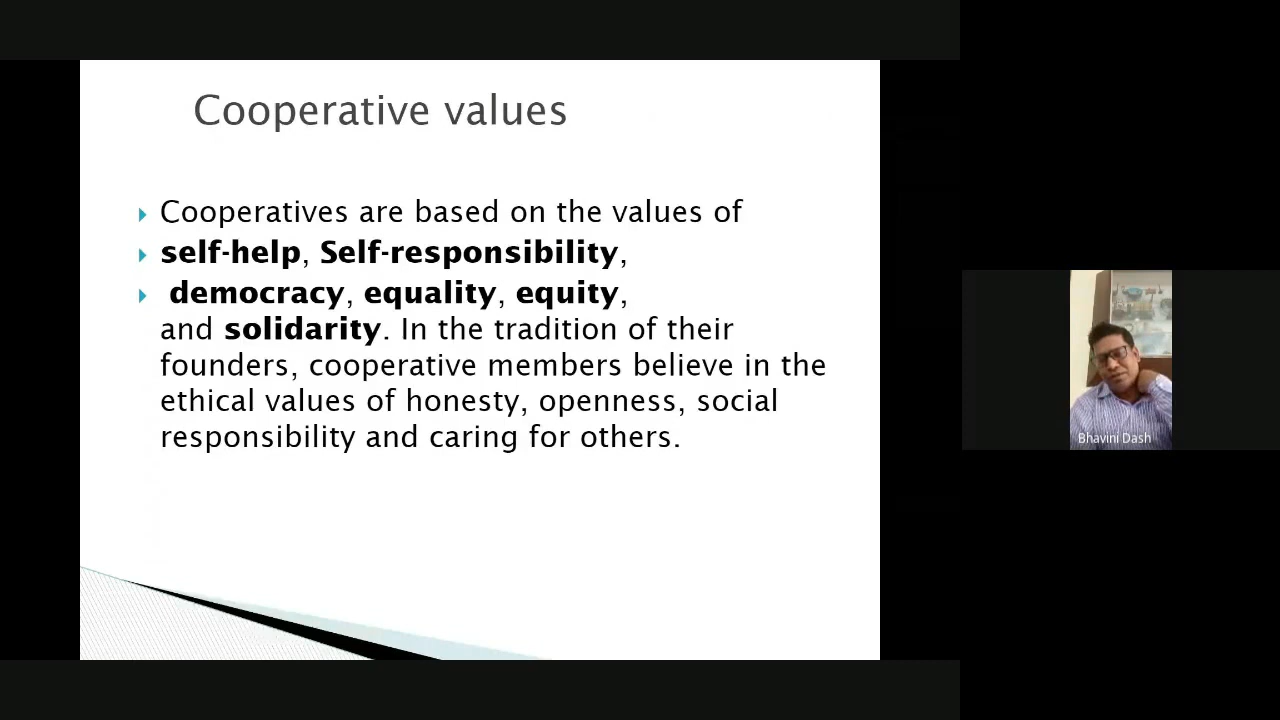 Cooperative values
Cooperatives are based on the values of
self-help, Self-responsibility,
democracy, equality, equity,
and solidarity. In the tradition of their
founders, cooperative members believe in the
ethical values of honesty, openness, social
responsibility and caring for others.
Bhavini Dash